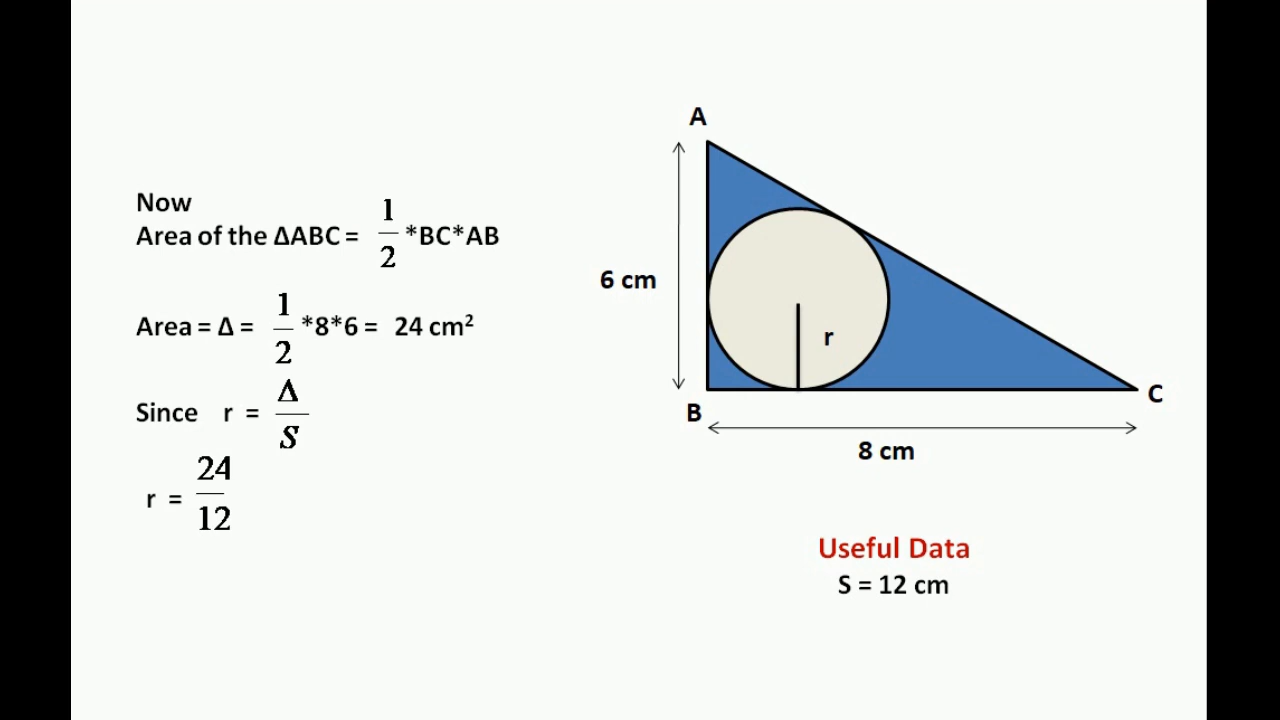 Now
Area of the ΔABC = 1/2 *BC*AB
Area = Δ = 1/2 *8*6 = 24 cm²
Since r = Δ/S
r = 24/12
A
6 cm
r
B
C
8 cm
Useful Data
S = 12 cm